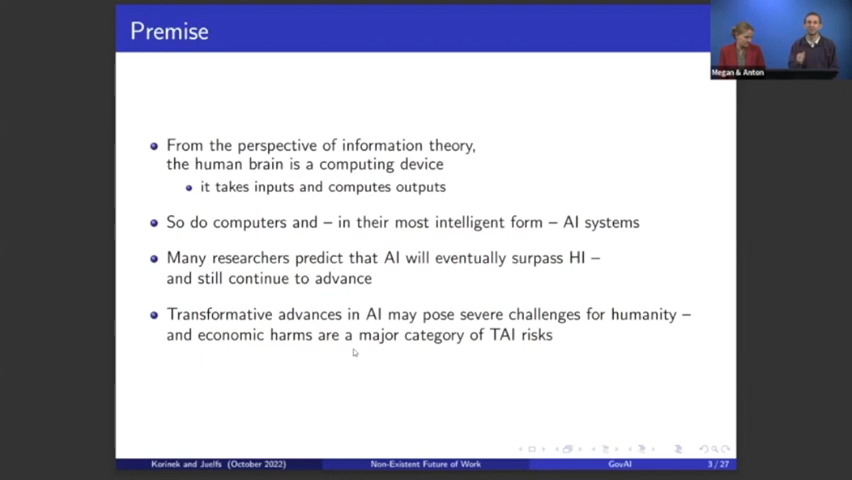 Premise
Megan & Anton
From the perspective of information theory,
the human brain is a computing device
it takes inputs and computes outputs
So do computers and – in their most intelligent form – AI systems
Many researchers predict that AI will eventually surpass HI –
and still continue to advance
Transformative advances in AI may pose severe challenges for humanity –
and economic harms are a major category of TAI risks
Korinek and Juelfs (October 2022)
Non-Existent Future of Work
GovAI
3 / 27